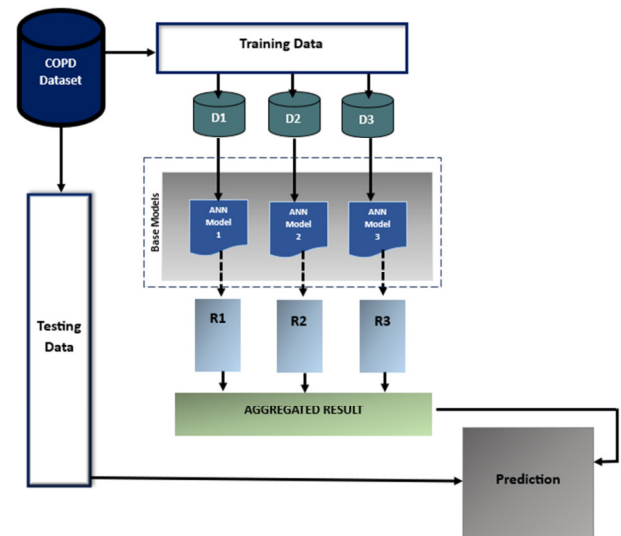 COPD
Dataset
Training Data
D1
D2
D3
Base Models
ANN
Model
1
ANN
Model
2
ANN
Model
3
R1
R2
R3
Testing
Data
AGGREGATED RESULT
Prediction